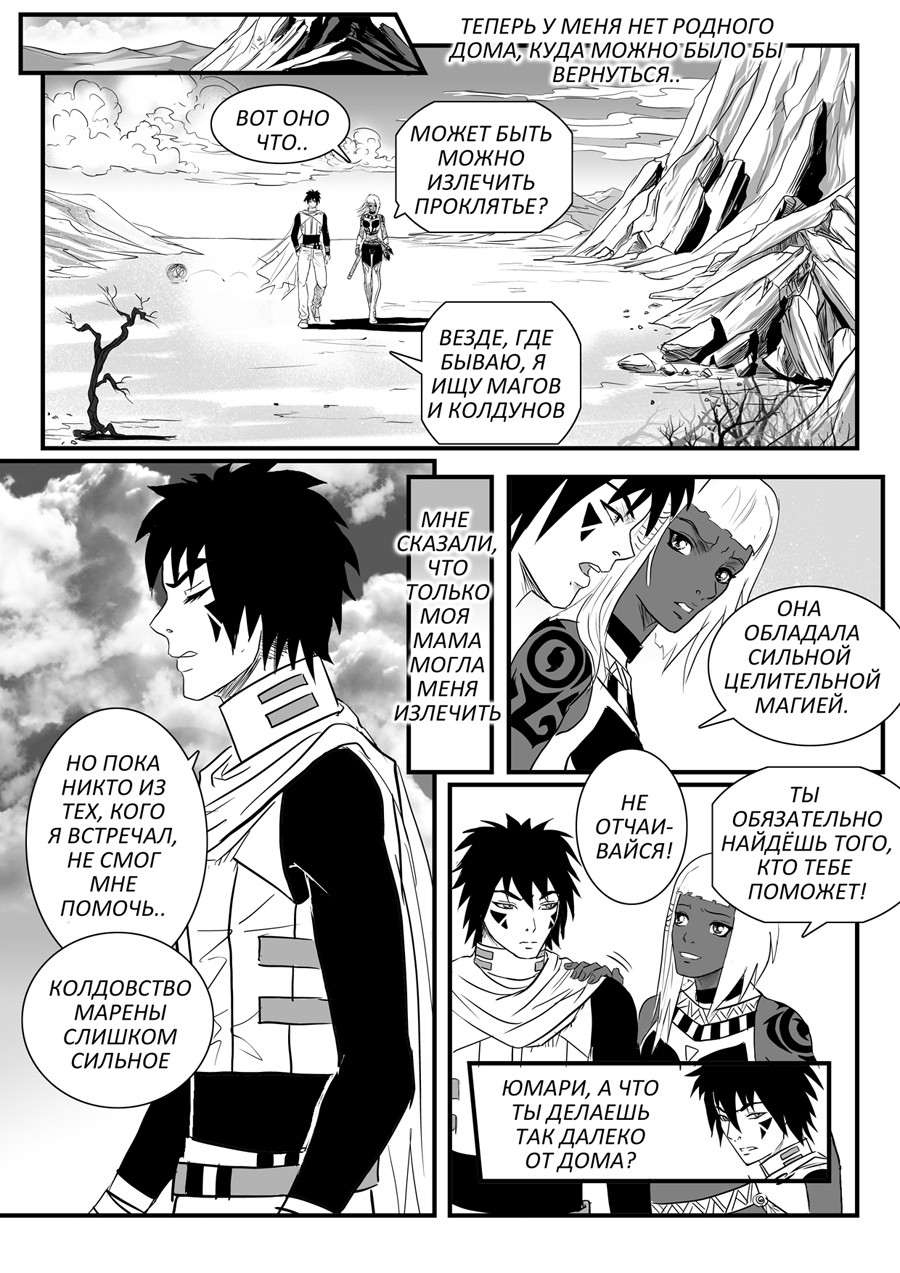 ТЕПЕРЬ У МЕНЯ НЕТ РОДНОГО
ДОМА, КУДА МОЖНО БЫЛО БЫ
ВЕРНУТЬСЯ..
ВОТ ОНО
ЧТО..
МОЖЕТ БЫТЬ
МОЖНО
ИЗЛЕЧИТЬ
ПРОКЛЯТЬЕ?
ВЕЗДЕ, ГДЕ
БЫВАЮ, Я
ИЩУ МАГОВ
И КОЛДУНОВ
МНЕ
СКАЗАЛИ,
ЧТО
ТОЛЬКО
МОЯ
МАМА
МОГЛА
МЕНЯ
ИЗЛЕЧИТЬ
ОНА
ОБЛАДАЛА
СИЛЬНОЙ
ЦЕЛИТЕЛЬНОЙ
МАГИЕЙ.
НО ПОКА
НИКТО ИЗ
ТЕХ, КОГО
Я ВСТРЕЧАЛ,
НЕ СМОГ
МНЕ
ПОМОЧЬ..
КОЛДОВСТВО
МАРЕНЫ
СЛИШКОМ
СИЛЬНОЕ
НЕ
ОТЧАИ-
ВАЙСЯ!
ТЫ
ОБЯЗАТЕЛЬНО
НАЙДЁШЬ ТОГО,
КТО ТЕБЕ
ПОМОЖЕТ!
ЮМАРИ, А ЧТО
ТЫ ДЕЛАЕШЬ
ТАК ДАЛЕКО
ОТ ДОМА?